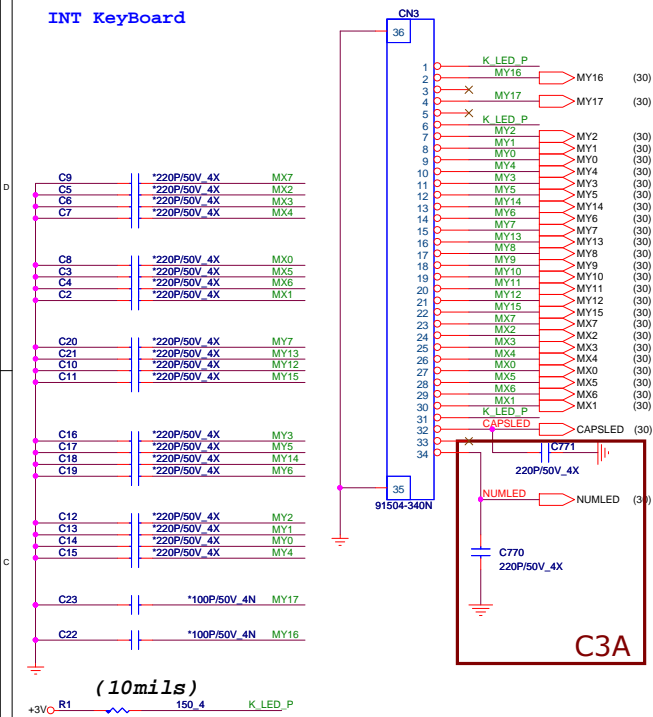 INT KeyBoard
D
C
C9 *220P/50V_4X MX7
C5 *220P/50V_4X MX2
C6 *220P/50V_4X MX3
C7 *220P/50V_4X MX4
C8 *220P/50V_4X MX0
C3 *220P/50V_4X MX5
C4 *220P/50V_4X MX6
C2 *220P/50V_4X MX1
C20 *220P/50V_4X MY7
C21 *220P/50V_4X MY13
C10 *220P/50V_4X MY12
C11 *220P/50V_4X MY15
C16 *220P/50V_4X MY3
C17 *220P/50V_4X MY5
C18 *220P/50V_4X MY14
C19 *220P/50V_4X MY6
C12 *220P/50V_4X MY2
C13 *220P/50V_4X MY1
C14 *220P/50V_4X MY0
C15 *220P/50V_4X MY4
C23 *100P/50V_4N MY17
C22 *100P/50V_4N MY16
(10mils)
+3V R1 150_4 K_LED_P
CN3
36
1 K_LED_P
2 MY16 MY16 (30)
3
4 MY17 MY17 (30)
5
6 K_LED_P
7 MY2 MY2 (30)
8 MY1 MY1 (30)
9 MY0 MY0 (30)
10 MY4 MY4 (30)
11 MY3 MY3 (30)
12 MY5 MY5 (30)
13 MY14 MY14 (30)
14 MY6 MY6 (30)
15 MY7 MY7 (30)
16 MY13 MY13 (30)
17 MY8 MY8 (30)
18 MY9 MY9 (30)
19 MY10 MY10 (30)
20 MY11 MY11 (30)
21 MY12 MY12 (30)
22 MY15 MY15 (30)
23 MX7 MX7 (30)
24 MX2 MX2 (30)
25 MX3 MX3 (30)
26 MX4 MX4 (30)
27 MX0 MX0 (30)
28 MX5 MX5 (30)
29 MX6 MX6 (30)
30 MX1 MX1 (30)
31 K_LED_P
32 CAPSLED CAPSLED (30)
33
34
35
91504-340N
C771
220P/50V_4X
NUMLED NUMLED (30)
C770
220P/50V_4X
C3A